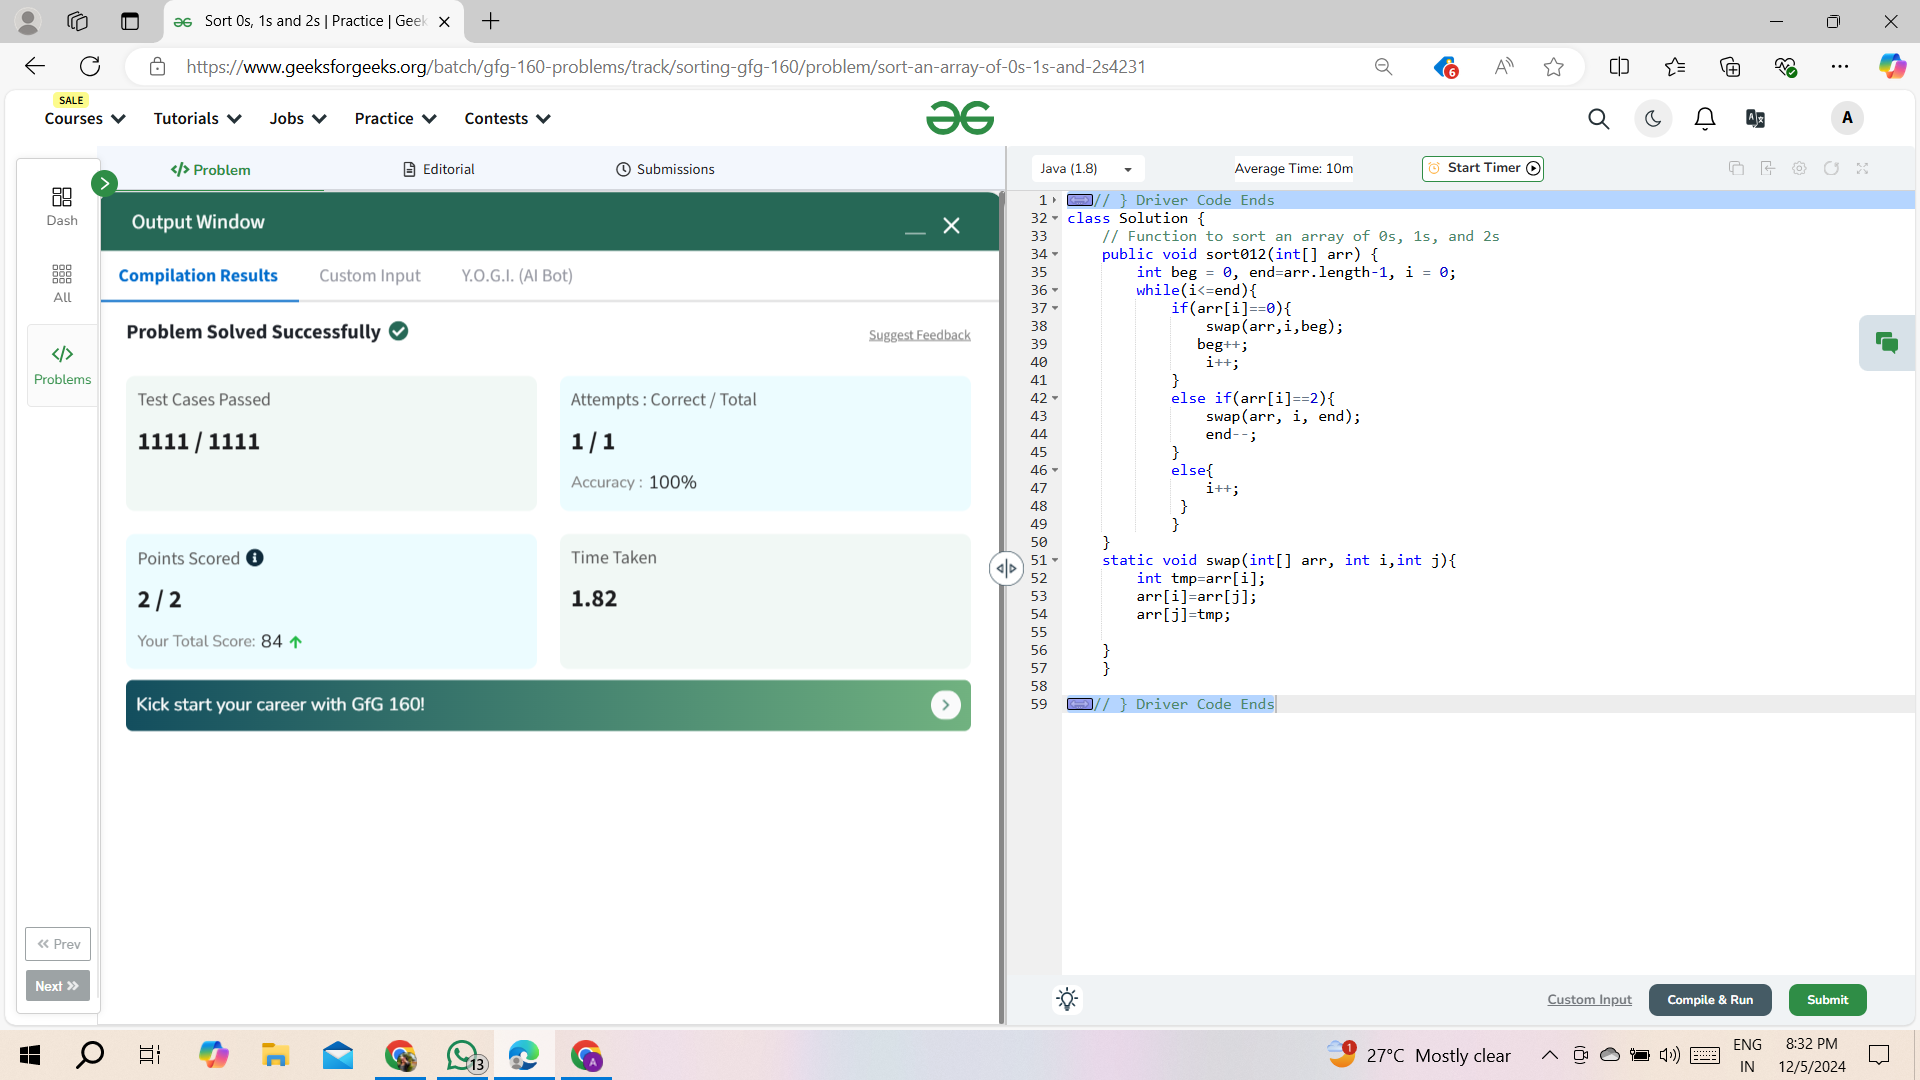 Sort 0s, 1s and 2s | Practice | Geek
https://www.geeksforgeeks.org/batch/gfg-160-problems/track/sorting-gfg-160/problem/sort-an-array-of-0s-1s-and-2s4231
6
SALE
Courses Tutorials Jobs Practice Contests
A
Dash
All
Problems
Prev
Next
Problem Editorial Submissions
Output Window
Compilation Results Custom Input Y.O.G.I. (AI Bot)
Problem Solved Successfully
Suggest Feedback
Test Cases Passed
1111 / 1111
Attempts : Correct / Total
1 / 1
Accuracy : 100%
Points Scored
2 / 2
Your Total Score: 84
Time Taken
1.82
Kick start your career with GfG 160!
Java (1.8) Average Time: 10m Start Timer
1 // } Driver Code Ends
32 class Solution {
33 // Function to sort an array of 0s, 1s, and 2s
34 public void sort012(int[] arr) {
35 int beg = 0, end=arr.length-1, i = 0;
36 while(i<=end){
37 if(arr[i]==0){
38 swap(arr,i,beg);
39 beg++;
40 i++;
41 }
42 else if(arr[i]==2){
43 swap(arr, i, end);
44 end--;
45 }
46 else{
47 i++;
48 }
49 }
50 }
51 static void swap(int[] arr, int i,int j){
52 int tmp=arr[i];
53 arr[i]=arr[j];
54 arr[j]=tmp;
55
56 }
57 }
58
59 // } Driver Code Ends
Custom Input Compile & Run Submit
13
A
1
27°C Mostly clear
ENG
IN
8:32 PM
12/5/2024